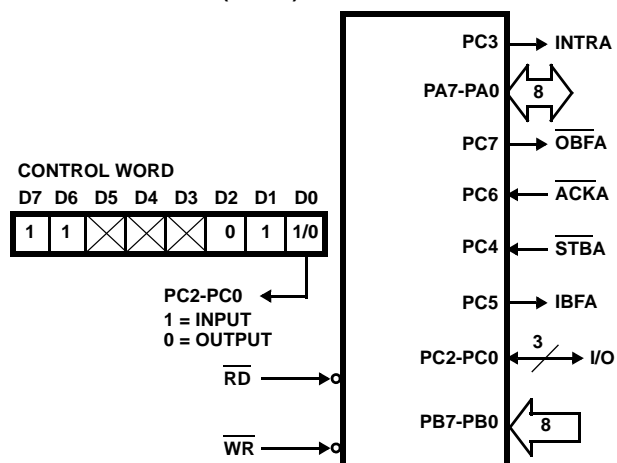 PC3 INTRA
PA7-PA0 8
PC7 OBFA
CONTROL WORD
D7 D6 D5 D4 D3 D2 D1 D0
1 1 0 1 1/0
PC6 ACKA
PC4 STBA
PC2-PC0
1 = INPUT
0 = OUTPUT
PC5 IBFA
PC2-PC0 3 I/O
RD
PB7-PB0 8
WR